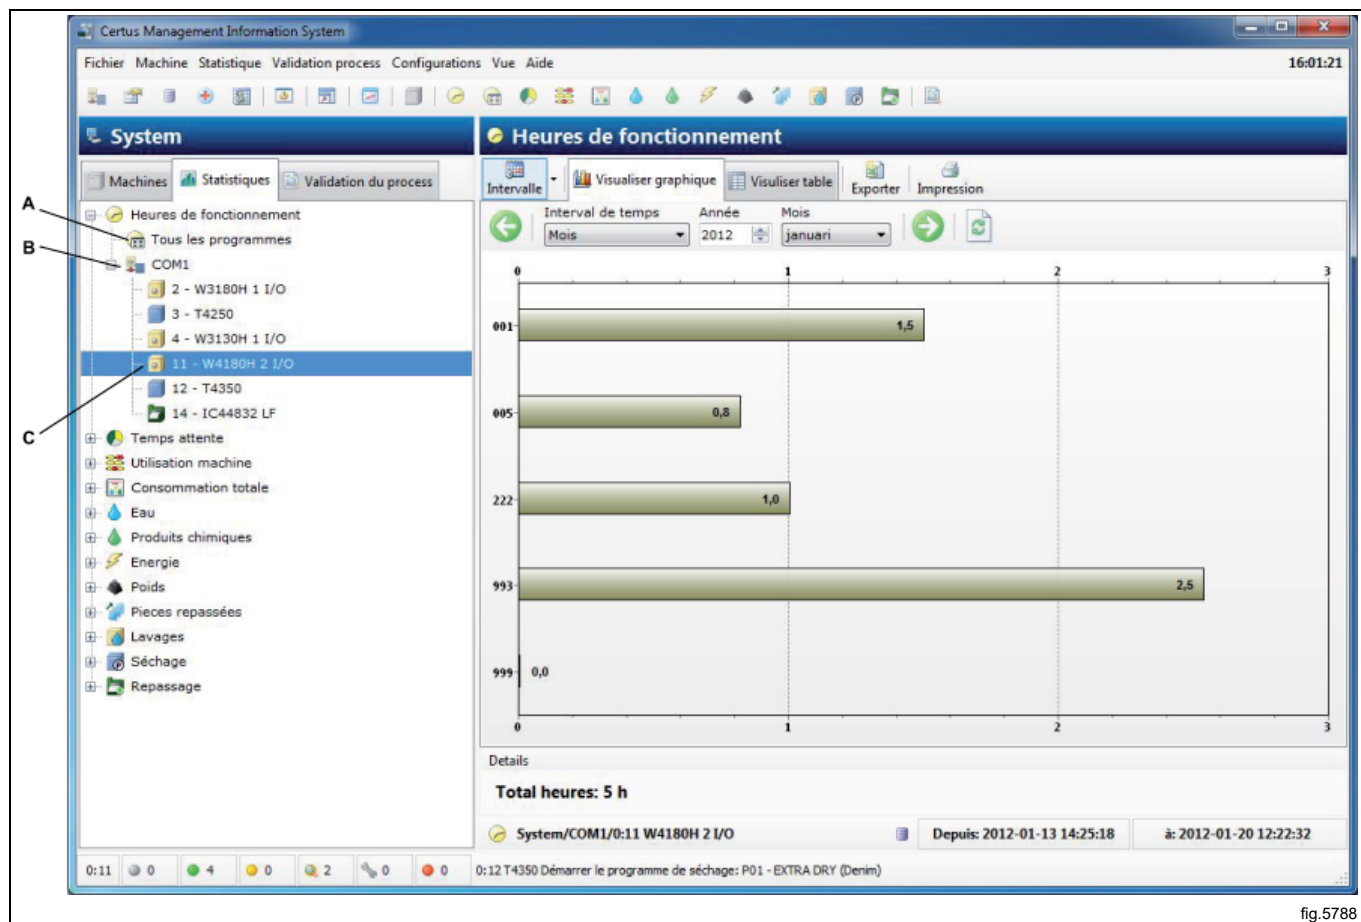 Certus Management Information System
Fichier Machine Statistique Validation process Configurations Vue Aide 16:01:21
System
Heures de fonctionnement
Machines Statistiques Validation du process
Intervalle Visualiser graphique Visuliser table Exporter Impression
A
B
C
Heures de fonctionnement
Tous les programmes
COM1
2 - W3180H 1 I/O
3 - T4250
4 - W3130H 1 I/O
11 - W4180H 2 I/O
12 - T4350
14 - IC44832 LF
Temps attente
Utilisation machine
Consommation totale
Eau
Produits chimiques
Energie
Poids
Pieces repassées
Lavages
Séchage
Repassage
Interval de temps Année Mois
Mois 2012 januari
0 1 2 3
001 1,5
005 0,8
222 1,0
993 2,5
999 0,0
0 1 2 3
Details
Total heures: 5 h
System/COM1/0:11 W4180H 2 I/O Depuis: 2012-01-13 14:25:18 à: 2012-01-20 12:22:32
0:11 0 4 0 2 0 0 0:12 T4350 Démarrer le programme de séchage: P01 - EXTRA DRY (Denim)
fig.5788